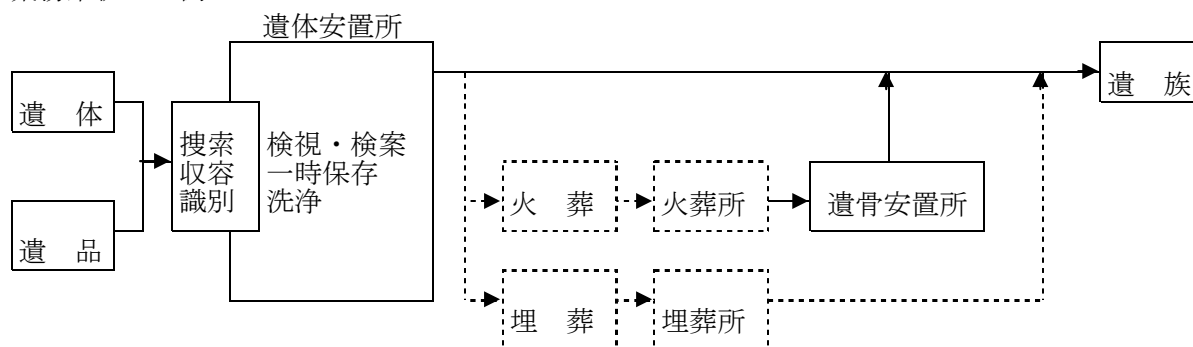 遺体安置所
遺　体
遺　品
捜索
収容
識別
検視・検案
一時保存
洗浄
火　葬
火葬所
遺骨安置所
埋　葬
埋葬所
遺　族